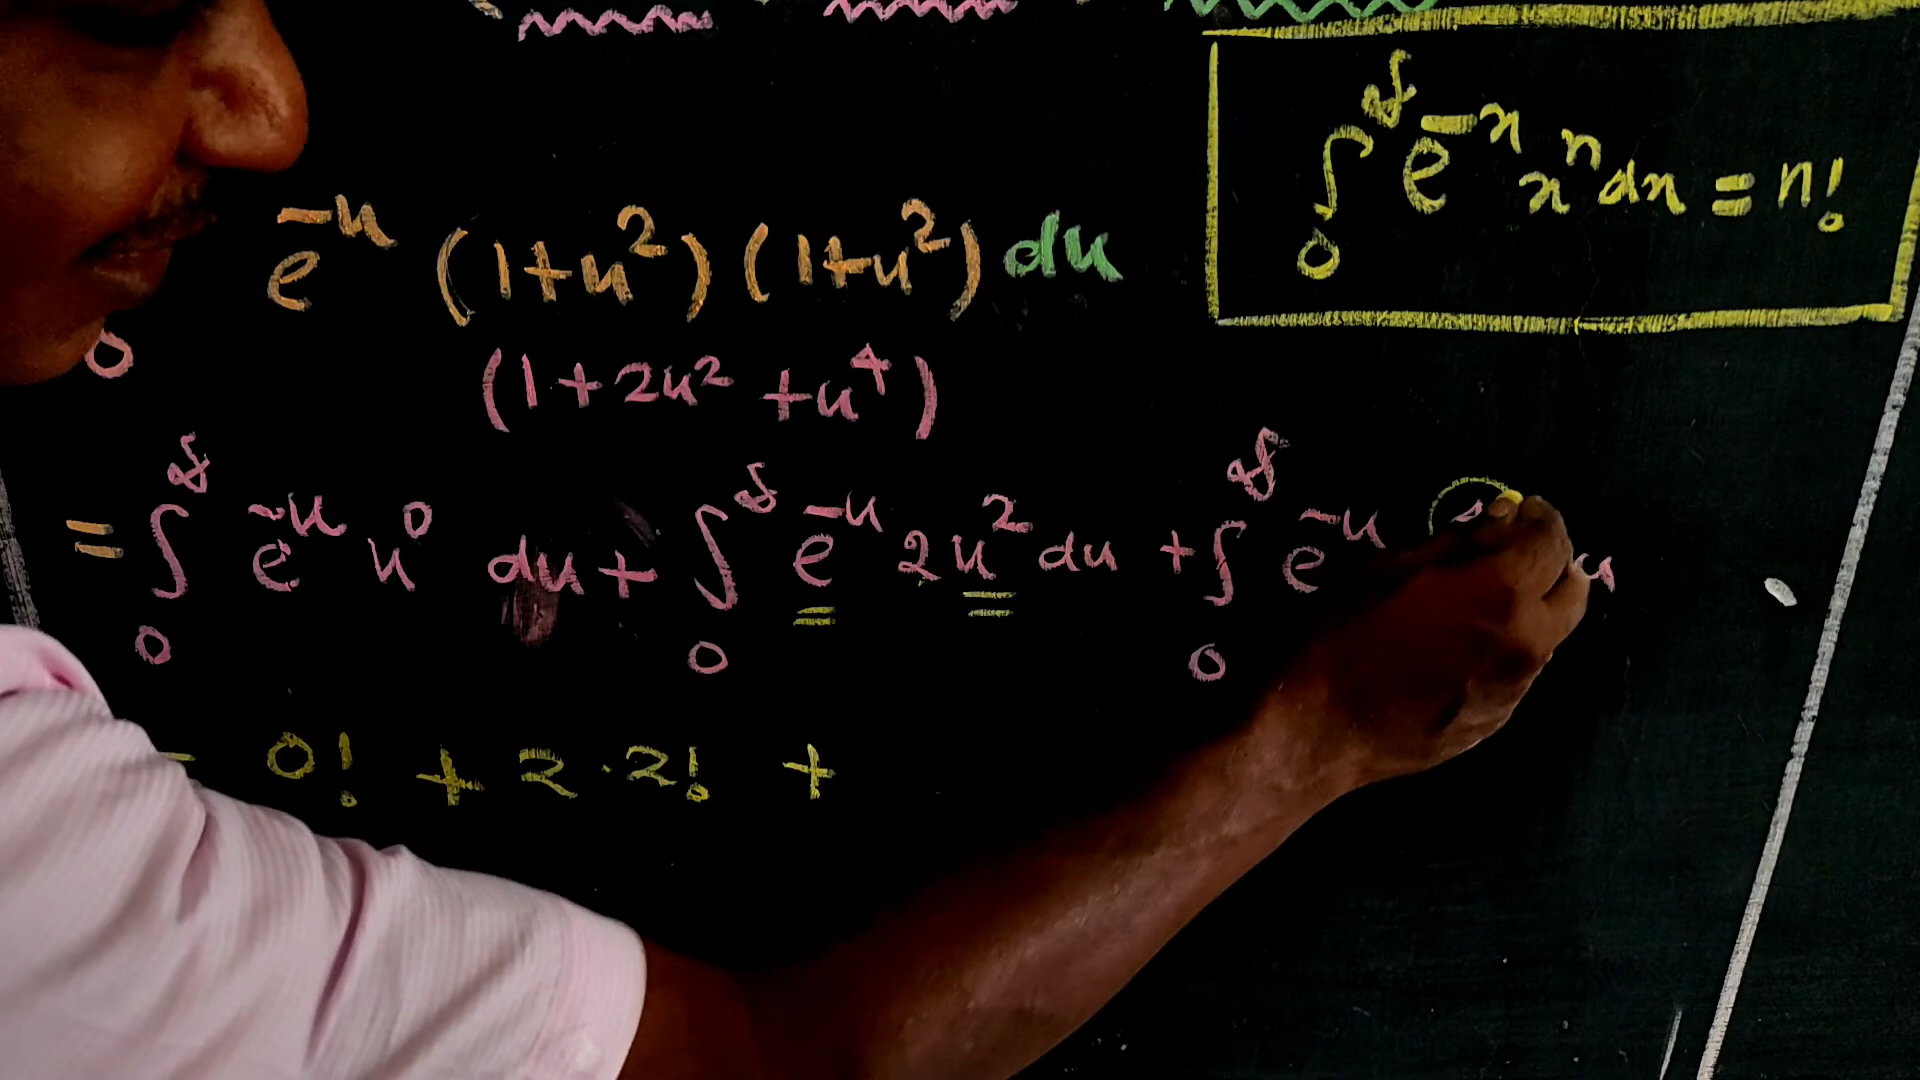 ∫₀^∞ e^{-x} x^n dx = n!
e^{-u} (1+u²) (1+u²) du
0
(1+2u² +u⁴)
= ∫₀^∞ e^{-u} u⁰ du + ∫₀^∞ e^{-u} 2u² du + ∫₀^∞ e^{-u}
0! + 2·2! +